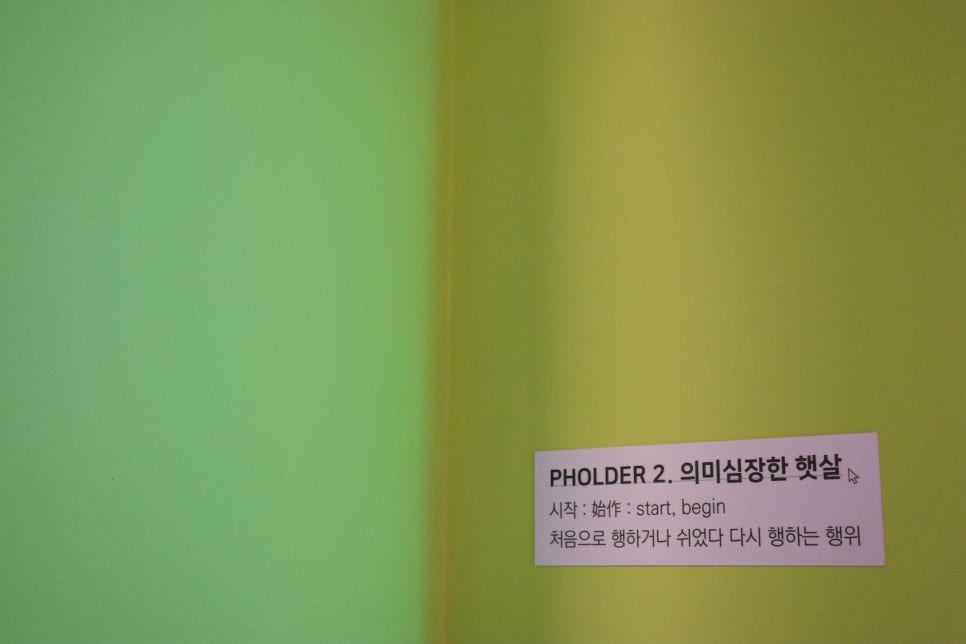 PHOLDER 2. 의미심장한 햇살
시작 : 始作 : start, begin
처음으로 행하거나 쉬었다 다시 행하는 행위